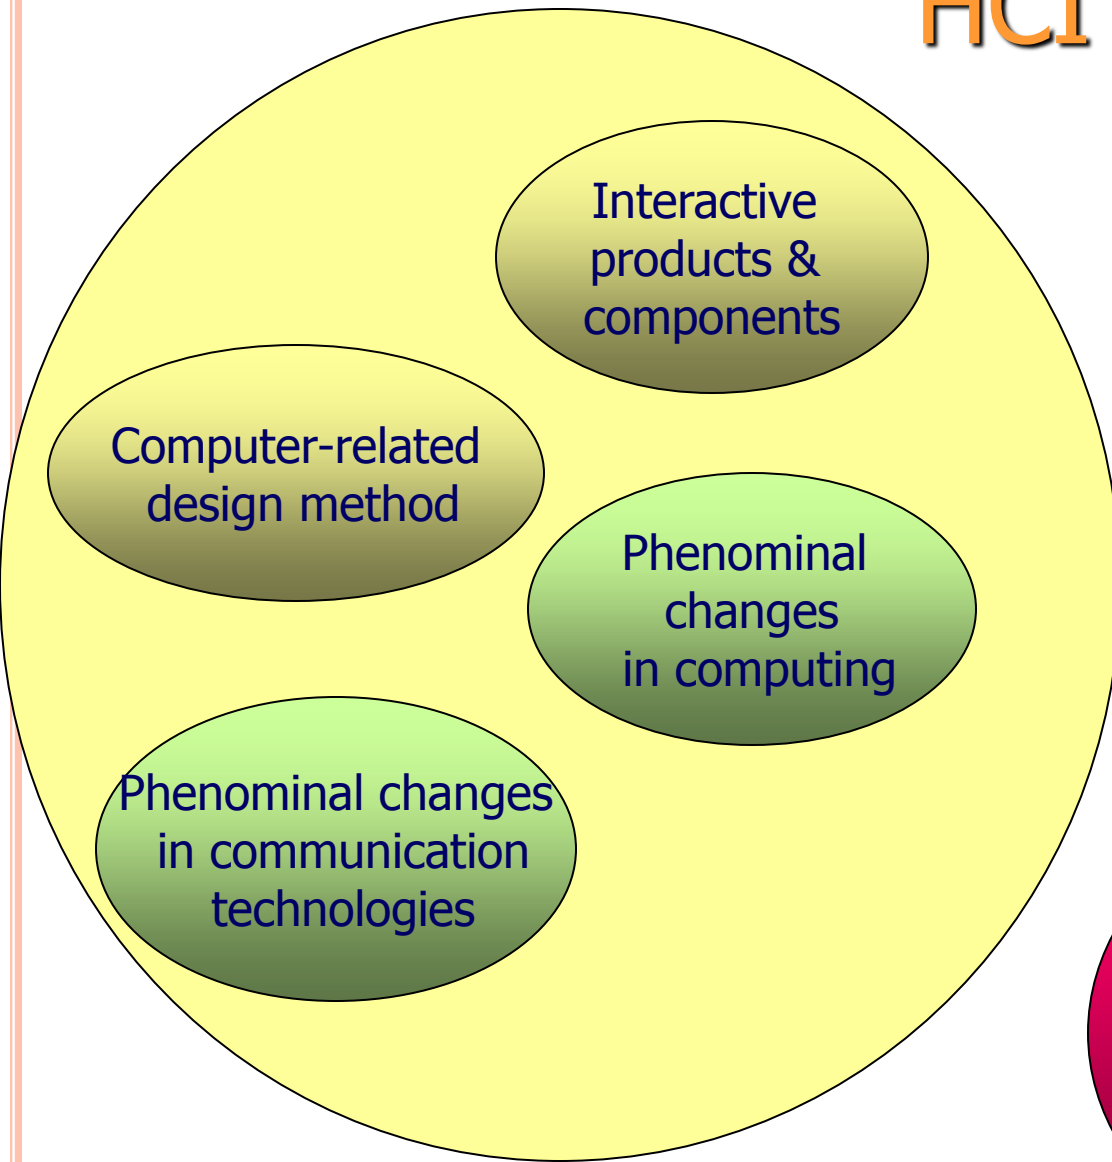 HCI
Interactive
products &
components
Computer-related
design method
Phenominal
changes
in computing
Phenominal changes
in communication
technologies